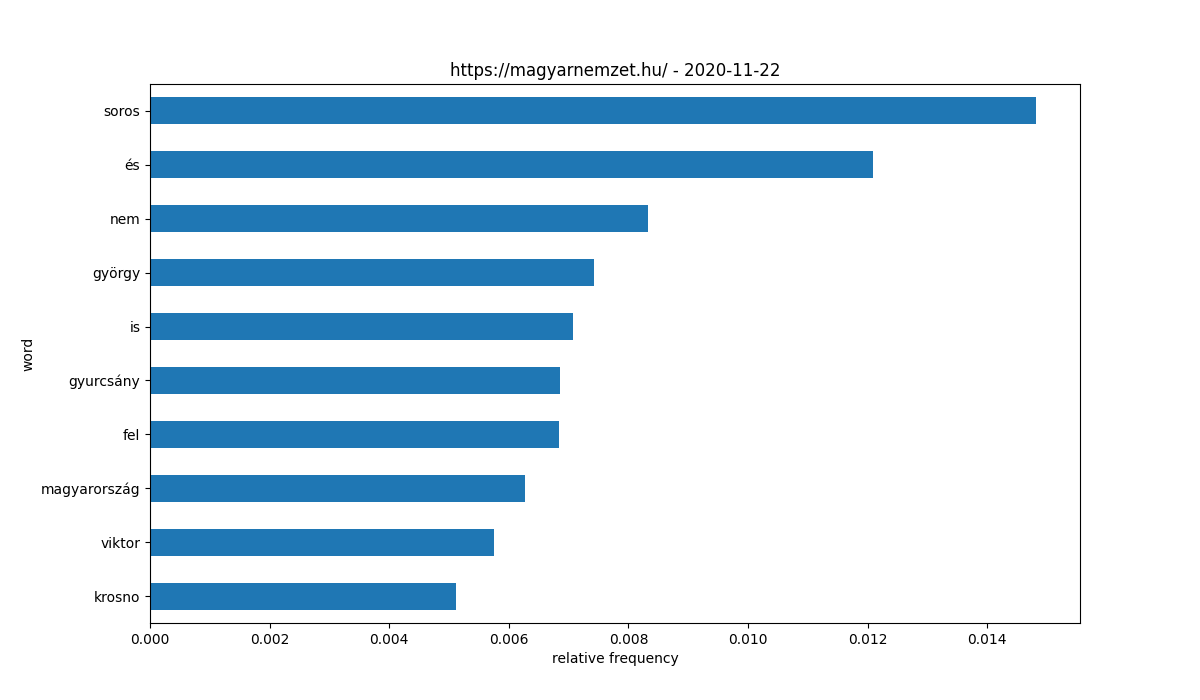 https://magyarnemzet.hu/ - 2020-11-22
soros
és
nem
györgy
is
gyurcsány
fel
magyarország
viktor
krosno
word
0.000 0.002 0.004 0.006 0.008 0.010 0.012 0.014
relative frequency